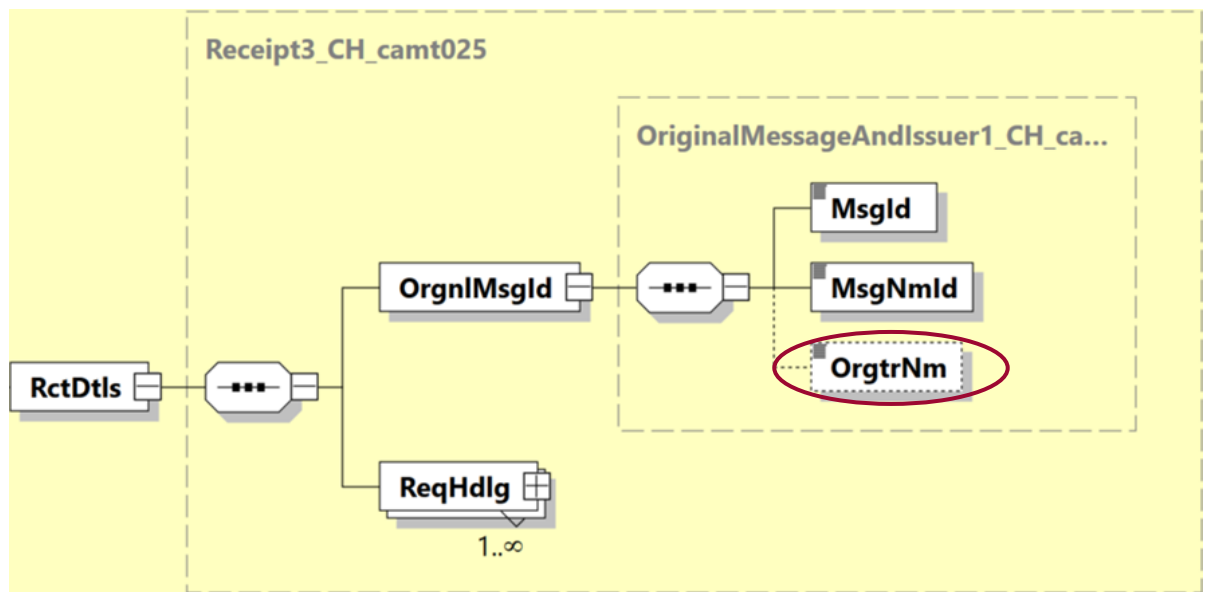 Receipt3_CH_camt025
OriginalMessageAndIssuer1_CH_ca...
MsgId
OrgnlMsgId
MsgNmId
OrgtrNm
RctDtls
ReqHdlg
1..∞